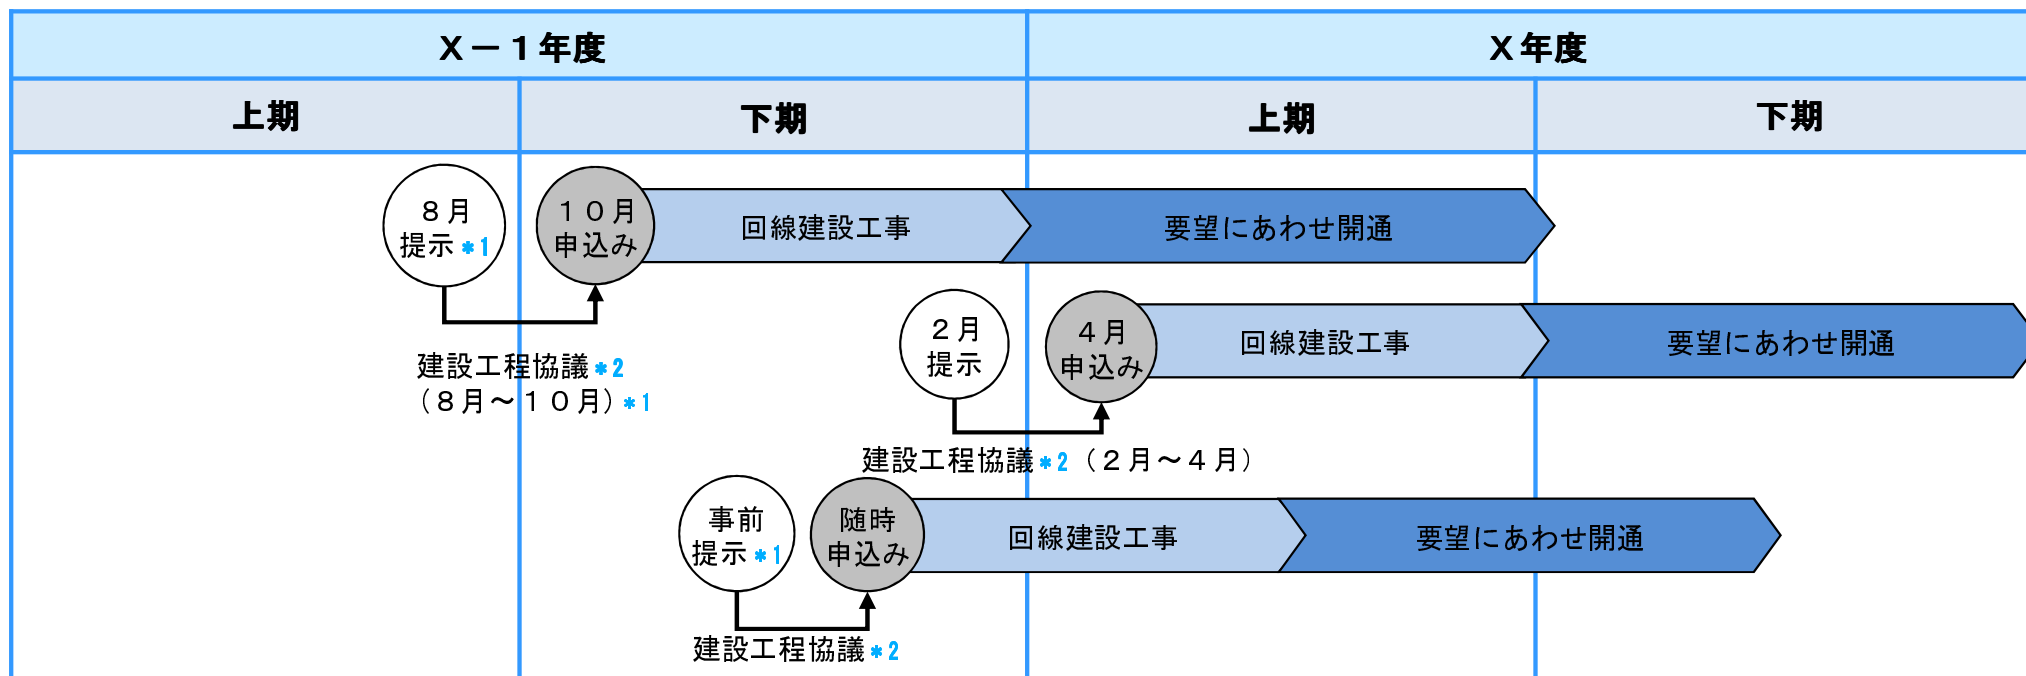 X－1年度
X年度
上期
下期
上期
下期
8月
提示*1
10月
申込み
回線建設工事
要望にあわせ開通
建設工程協議*2
（8月～10月）*1
2月
提示
4月
申込み
回線建設工事
要望にあわせ開通
建設工程協議*2（2月～4月）
事前
提示*1
随時
申込み
回線建設工事
要望にあわせ開通
建設工程協議*2